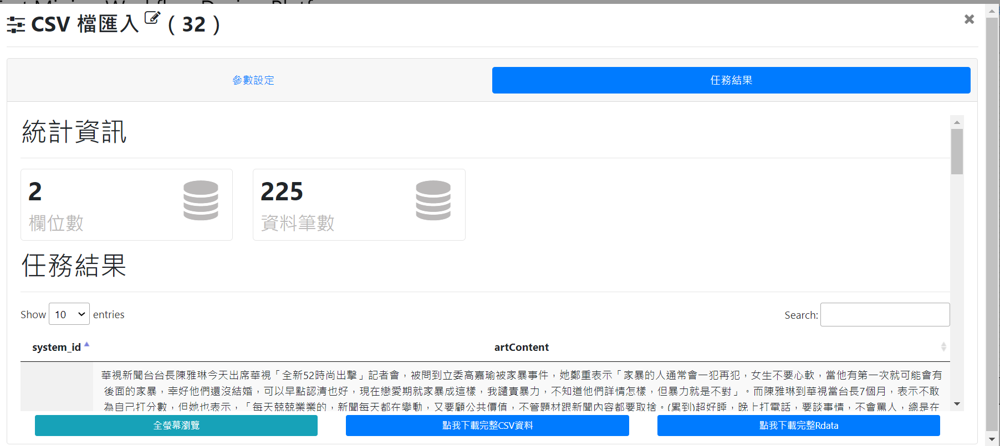 CSV 檔匯入 ( 32 )
參數設定
任務結果
統計資訊
2
欄位數
225
資料筆數
任務結果
Show 10 entries
Search:
system_id
artContent
華視新聞台台長陳雅琳今天出席華視「全新52時尚出擊」記者會，被問到立委高嘉瑜被家暴事件，她鄭重表示「家暴的人通常會一犯再犯，女生不要心軟，當他有第一次就可能會有
後面的家暴，幸好他們還沒結婚，可以早點認清也好，現在戀愛期就家暴成這樣，我譴責暴力，不知道他們詳情怎樣，但暴力就是不對」。而陳雅琳到華視當台長7個月，表示不敢
為自己打分數，但她也表示，「每天兢兢業業的，新聞每天都在變動，又要顧公共價值，不管題材跟新聞內容都要取捨。(累到)超好睡，晚上打電話，要談事情，不會罵人，總是在
全螢幕瀏覽
點我下載完整CSV資料
點我下載完整Rdata